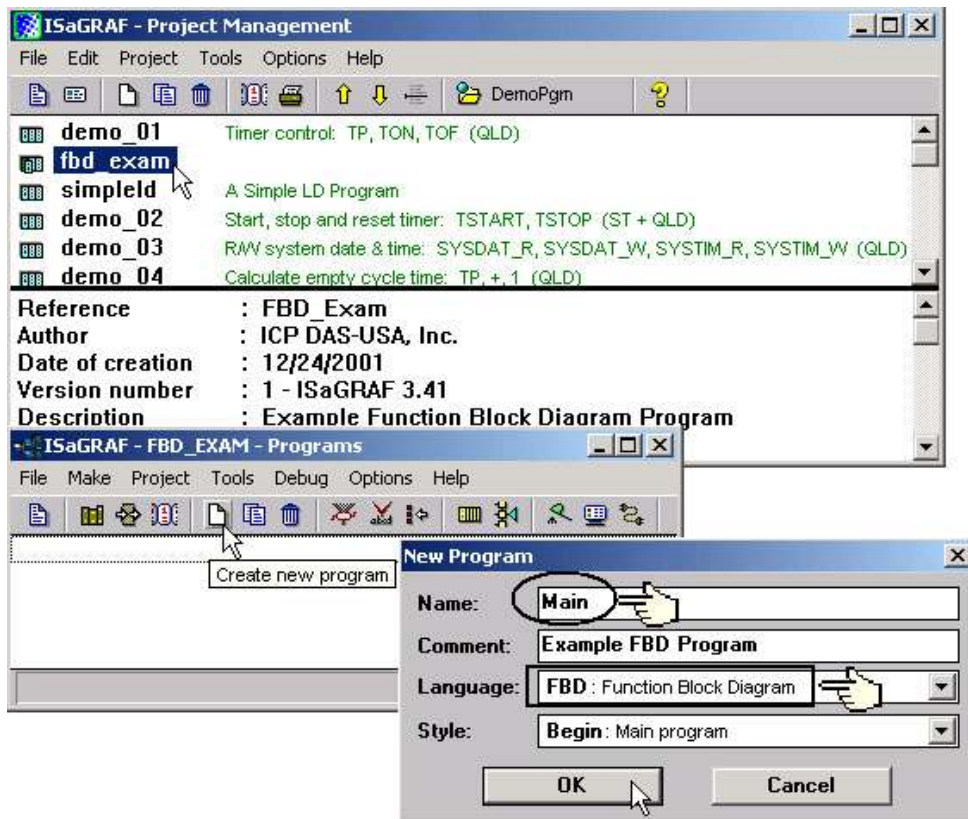 ISaGRAF - Project Management
File Edit Project Tools Options Help
DemoPgm
demo_01 Timer control: TP, TON, TOF (QLD)
fbd_exam
simpleld A Simple LD Program
demo_02 Start, stop and reset timer: TSTART, TSTOP (ST + QLD)
demo_03 R/W system date & time: SYSDAT_R, SYSDAT_W, SYSTIM_R, SYSTIM_W (QLD)
demo_04 Calculate empty cycle time: TP, +, 1 (QLD)
Reference : FBD_Exam
Author : ICP DAS-USA, Inc.
Date of creation : 12/24/2001
Version number : 1 - ISaGRAF 3.41
Description : Example Function Block Diagram Program
ISaGRAF - FBD_EXAM - Programs
File Make Project Tools Debug Options Help
Create new program
New Program
Name: Main
Comment: Example FBD Program
Language: FBD : Function Block Diagram
Style: Begin : Main program
OK Cancel